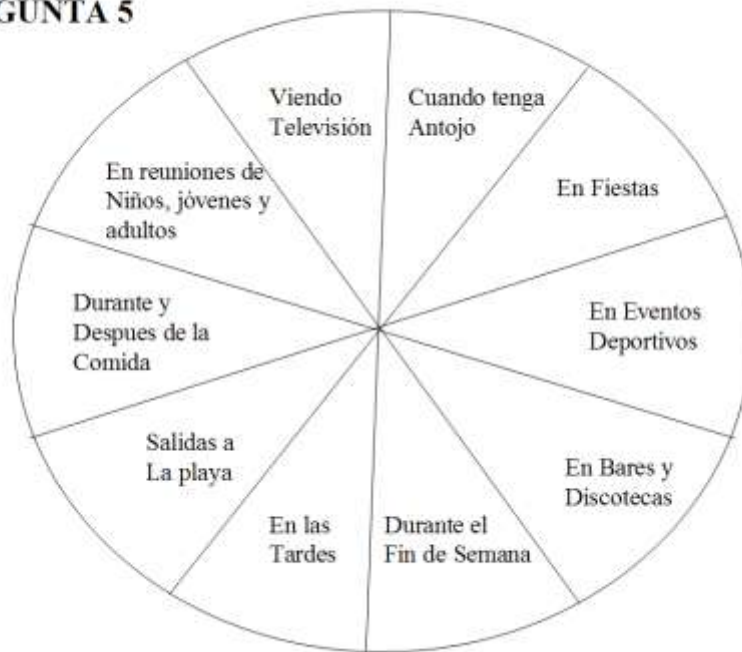 GUNTA 5
Viendo
Televisión
Cuando tenga
Antojo
En Fiestas
En Eventos
Deportivos
En Bares y
Discotecas
Durante el
Fin de Semana
En las
Tardes
Salidas a
La playa
Durante y
Despues de la
Comida
En reuniones de
Niños, jóvenes y
adultos